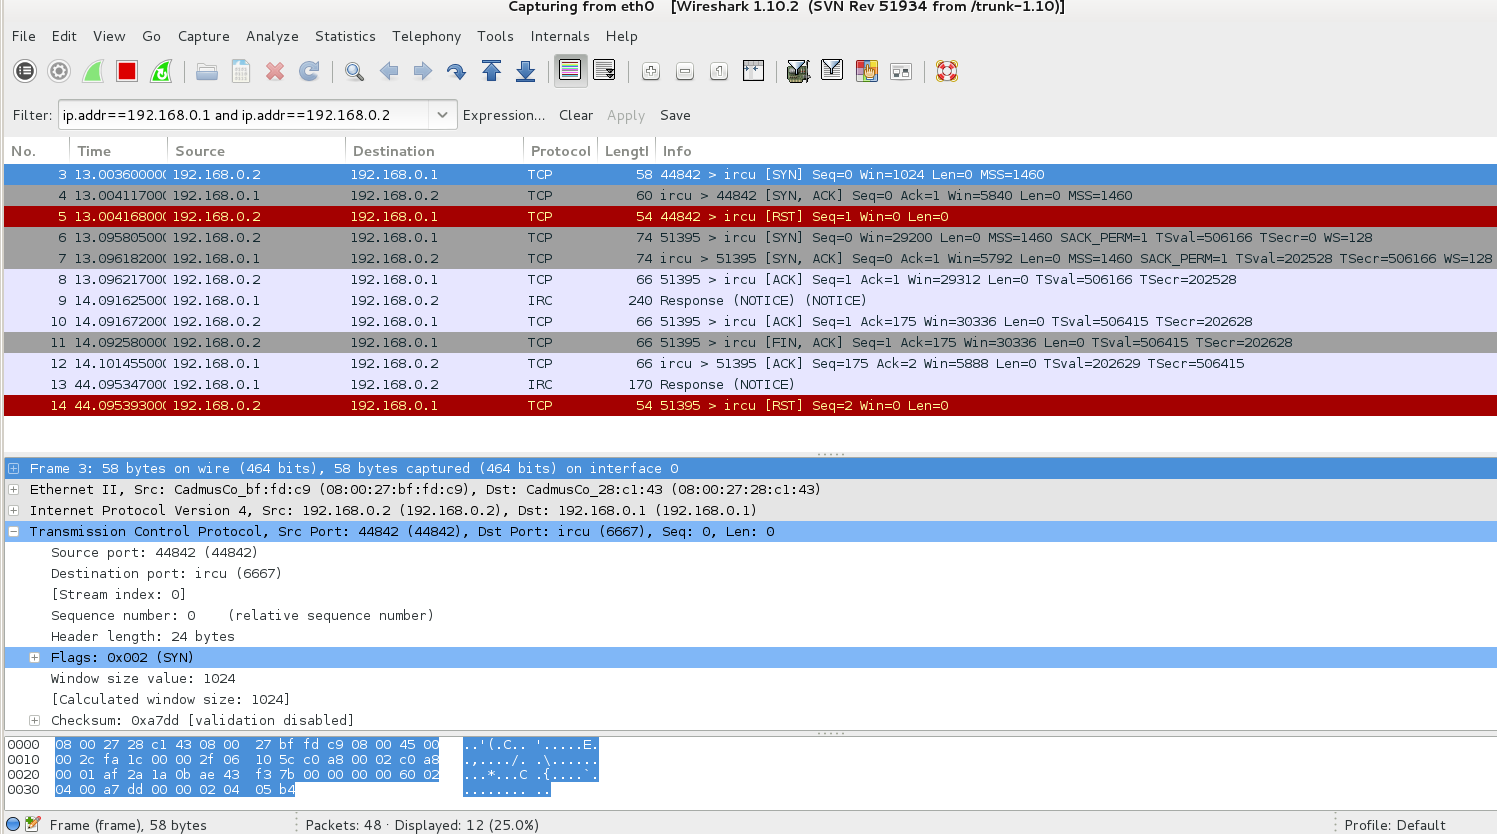 Capturing from eth0 [Wireshark 1.10.2 (SVN Rev 51934 from /trunk-1.10)]
File Edit View Go Capture Analyze Statistics Telephony Tools Internals Help
Filter: ip.addr==192.168.0.1 and ip.addr==192.168.0.2 Expression... Clear Apply Save
No. Time Source Destination Protocol Lengtl Info
3 13.003600000 192.168.0.2 192.168.0.1 TCP 58 44842 > ircu [SYN] Seq=0 Win=1024 Len=0 MSS=1460
4 13.004117000 192.168.0.1 192.168.0.2 TCP 60 ircu > 44842 [SYN, ACK] Seq=0 Ack=1 Win=5840 Len=0 MSS=1460
5 13.004168000 192.168.0.2 192.168.0.1 TCP 54 44842 > ircu [RST] Seq=1 Win=0 Len=0
6 13.095805000 192.168.0.2 192.168.0.1 TCP 74 51395 > ircu [SYN] Seq=0 Win=29200 Len=0 MSS=1460 SACK_PERM=1 TSval=506166 TSecr=0 WS=128
7 13.096182000 192.168.0.1 192.168.0.2 TCP 74 ircu > 51395 [SYN, ACK] Seq=0 Ack=1 Win=5792 Len=0 MSS=1460 SACK_PERM=1 TSval=202528 TSecr=506166 WS=128
8 13.096217000 192.168.0.2 192.168.0.1 TCP 66 51395 > ircu [ACK] Seq=1 Ack=1 Win=29312 Len=0 TSval=506166 TSecr=202528
9 14.091625000 192.168.0.1 192.168.0.2 IRC 240 Response (NOTICE) (NOTICE)
10 14.091672000 192.168.0.2 192.168.0.1 TCP 66 51395 > ircu [ACK] Seq=1 Ack=175 Win=30336 Len=0 TSval=506415 TSecr=202628
11 14.092580000 192.168.0.2 192.168.0.1 TCP 66 51395 > ircu [FIN, ACK] Seq=1 Ack=175 Win=30336 Len=0 TSval=506415 TSecr=202628
12 14.101455000 192.168.0.1 192.168.0.2 TCP 66 ircu > 51395 [ACK] Seq=175 Ack=2 Win=5888 Len=0 TSval=202629 TSecr=506415
13 44.095347000 192.168.0.1 192.168.0.2 IRC 170 Response (NOTICE)
14 44.095393000 192.168.0.2 192.168.0.1 TCP 54 51395 > ircu [RST] Seq=2 Win=0 Len=0
Frame 3: 58 bytes on wire (464 bits), 58 bytes captured (464 bits) on interface 0
Ethernet II, Src: CadmusCo_bf:fd:c9 (08:00:27:bf:fd:c9), Dst: CadmusCo_28:c1:43 (08:00:27:28:c1:43)
Internet Protocol Version 4, Src: 192.168.0.2 (192.168.0.2), Dst: 192.168.0.1 (192.168.0.1)
Transmission Control Protocol, Src Port: 44842 (44842), Dst Port: ircu (6667), Seq: 0, Len: 0
Source port: 44842 (44842)
Destination port: ircu (6667)
[Stream index: 0]
Sequence number: 0 (relative sequence number)
Header length: 24 bytes
Flags: 0x002 (SYN)
Window size value: 1024
[Calculated window size: 1024]
Checksum: 0xa7dd [validation disabled]
0000 08 00 27 28 c1 43 08 00 27 bf fd c9 08 00 45 00 ..'(.C.. '.....E.
0010 00 2c fa 1c 00 00 2f 06 10 5c c0 a8 00 02 c0 a8 .,..../. .\......
0020 00 01 af 2a 1a 0b ae 43 f3 7b 00 00 00 00 60 02 ...*...C .{....`.
0030 04 00 a7 dd 00 00 02 04 05 b4 ........ ..
Frame (frame), 58 bytes Packets: 48 · Displayed: 12 (25.0%) Profile: Default